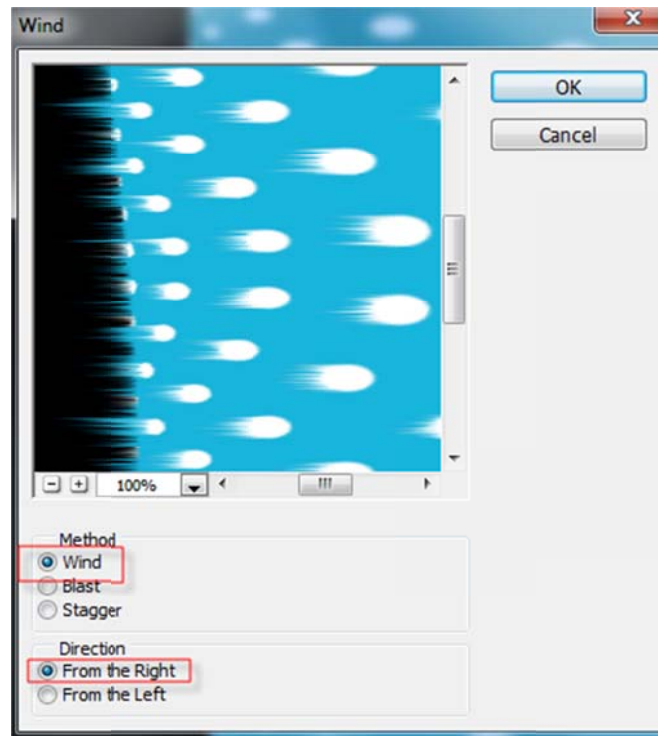 Wind
OK
Cancel
100%
Method
Wind
Blast
Stagger
Direction
From the Right
From the Left